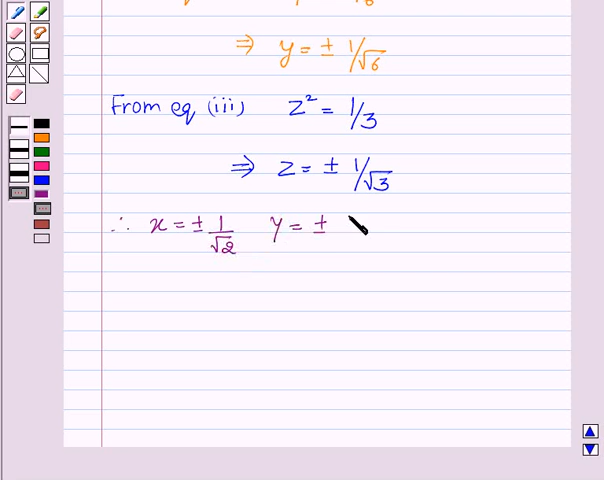 ⇒ y = ± 1/√6
From eq (iii) z² = 1/3
⇒ z = ± 1/√3
∴ x = ± 1/√2 y = ±